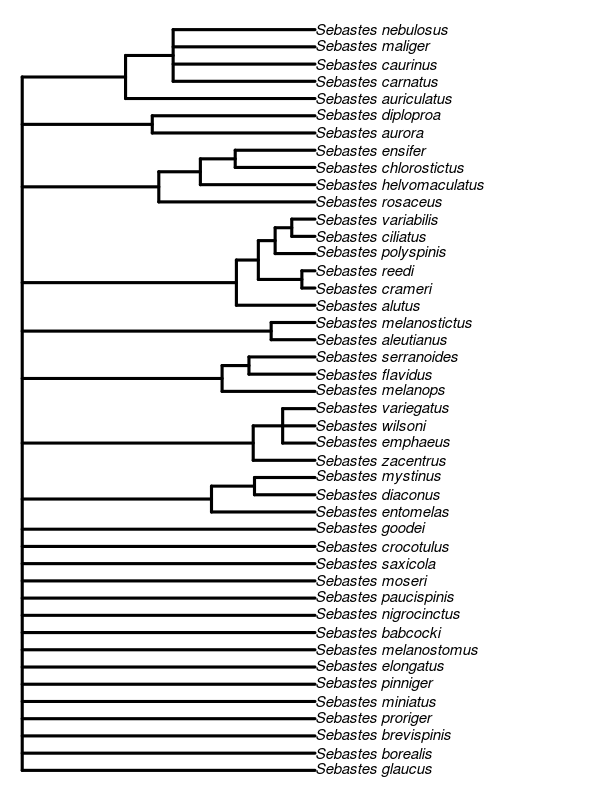 Sebastes nebulosus
Sebastes maliger
Sebastes caurinus
Sebastes carnatus
Sebastes auriculatus
Sebastes diploproa
Sebastes aurora
Sebastes ensifer
Sebastes chlorostictus
Sebastes helvomaculatus
Sebastes rosaceus
Sebastes variabilis
Sebastes ciliatus
Sebastes polyspinis
Sebastes reedi
Sebastes crameri
Sebastes alutus
Sebastes melanostictus
Sebastes aleutianus
Sebastes serranoides
Sebastes flavidus
Sebastes melanops
Sebastes variegatus
Sebastes wilsoni
Sebastes emphaeus
Sebastes zacentrus
Sebastes mystinus
Sebastes diaconus
Sebastes entomelas
Sebastes goodei
Sebastes crocotulus
Sebastes saxicola
Sebastes moseri
Sebastes paucispinis
Sebastes nigrocinctus
Sebastes babcocki
Sebastes melanostomus
Sebastes elongatus
Sebastes pinniger
Sebastes miniatus
Sebastes proriger
Sebastes brevispinis
Sebastes borealis
Sebastes glaucus